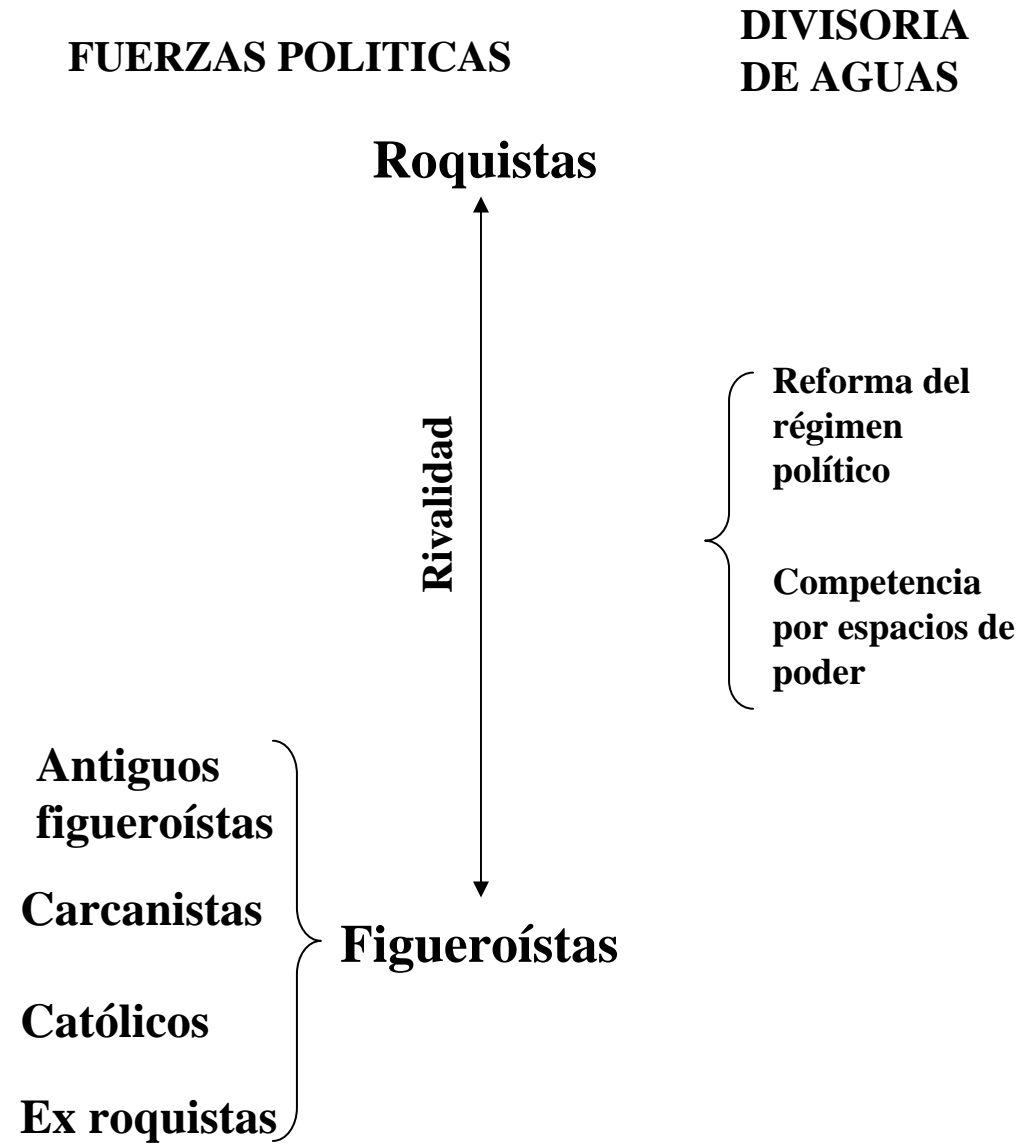 FUERZAS POLITICAS
DIVISORIA
DE AGUAS
Roquistas
Rivalidad
Reforma del
régimen
político
Competencia
por espacios de
poder
Antiguos
figueroístas
Carcanistas
Católicos
Ex roquistas
Figueroístas